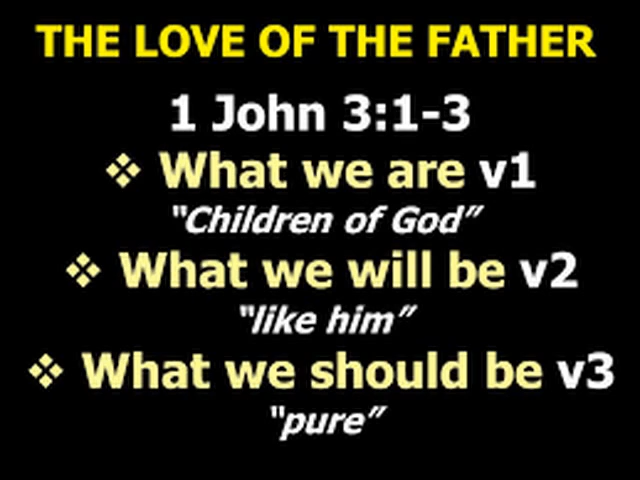 THE LOVE OF THE FATHER
1 John 3:1-3
❖ What we are v1
“Children of God”
❖ What we will be v2
“like him”
❖ What we should be v3
“pure”